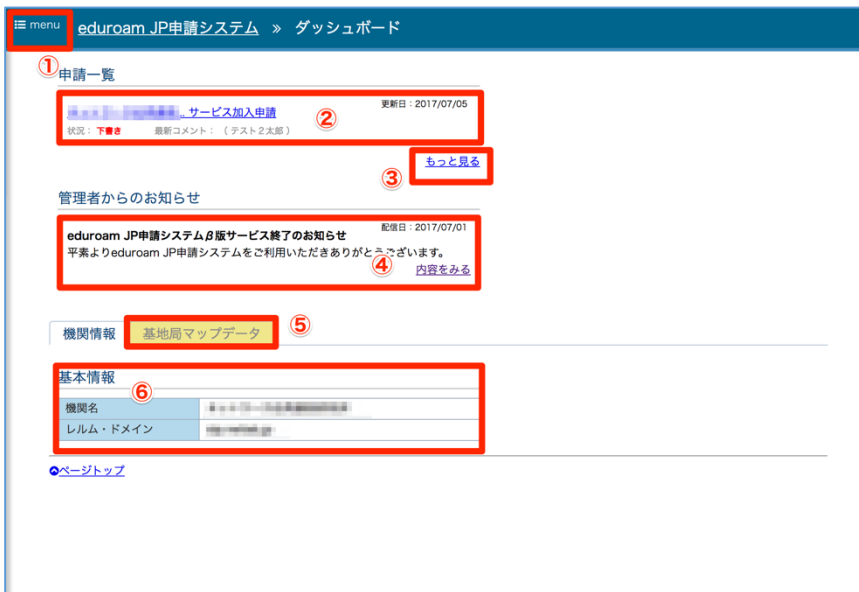 menu eduroam JP申請システム » ダッシュボード
①
申請一覧
.. サービス加入申請 ② 更新日：2017/07/05
状況： 下書き 最新コメント： （ テスト２太郎 ）
③ もっと見る
管理者からのお知らせ
eduroam JP申請システムβ版サービス終了のお知らせ 配信日：2017/07/01
平素よりeduroam JP申請システムをご利用いただきありがとうございます。
④ 内容をみる
機関情報 基地局マップデータ ⑤
基本情報
⑥
機関名
レルム・ドメイン
ページトップ